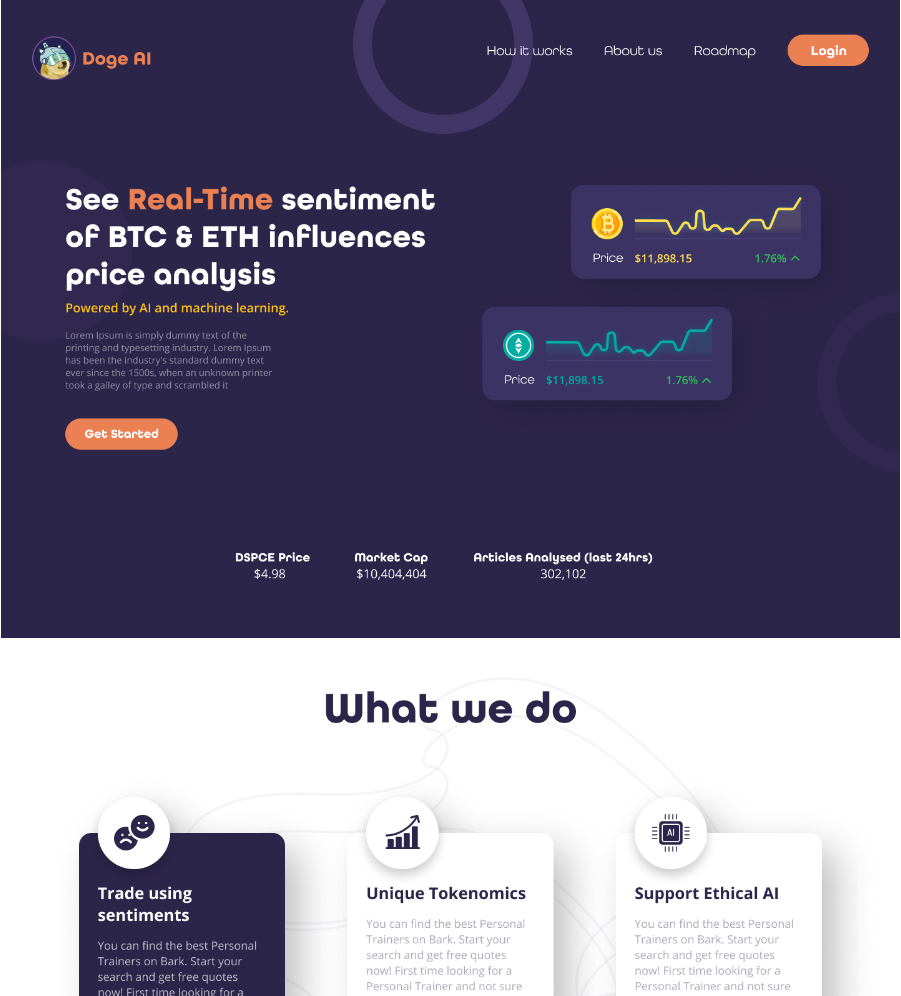 Doge AI
How it works
About us
Roadmap
Login
See Real-Time sentiment
of BTC & ETH influences
price analysis
Powered by AI and machine learning.
Lorem Ipsum is simply dummy text of the
printing and typesetting industry. Lorem Ipsum
has been the industry's standard dummy text
ever since the 1500s, when an unknown printer
took a galley of type and scrambled it
Get Started
Price $11,898.15 1.76%
Price $11,898.15 1.76%
DSPCE Price
$4.98
Market Cap
$10,404,404
Articles Analysed (last 24hrs)
302,102
What we do
Trade using
sentiments
You can find the best Personal
Trainers on Bark. Start your
search and get free quotes
now! First time looking for a
Unique Tokenomics
You can find the best Personal
Trainers on Bark. Start your
search and get free quotes
now! First time looking for a
Personal Trainer and not sure
AI
Support Ethical AI
You can find the best Personal
Trainers on Bark. Start your
search and get free quotes
now! First time looking for a
Personal Trainer and not sure